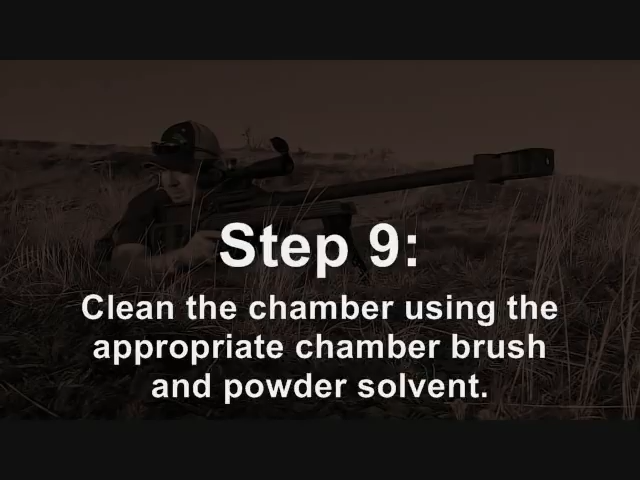 Step 9:
Clean the chamber using the
appropriate chamber brush
and powder solvent.